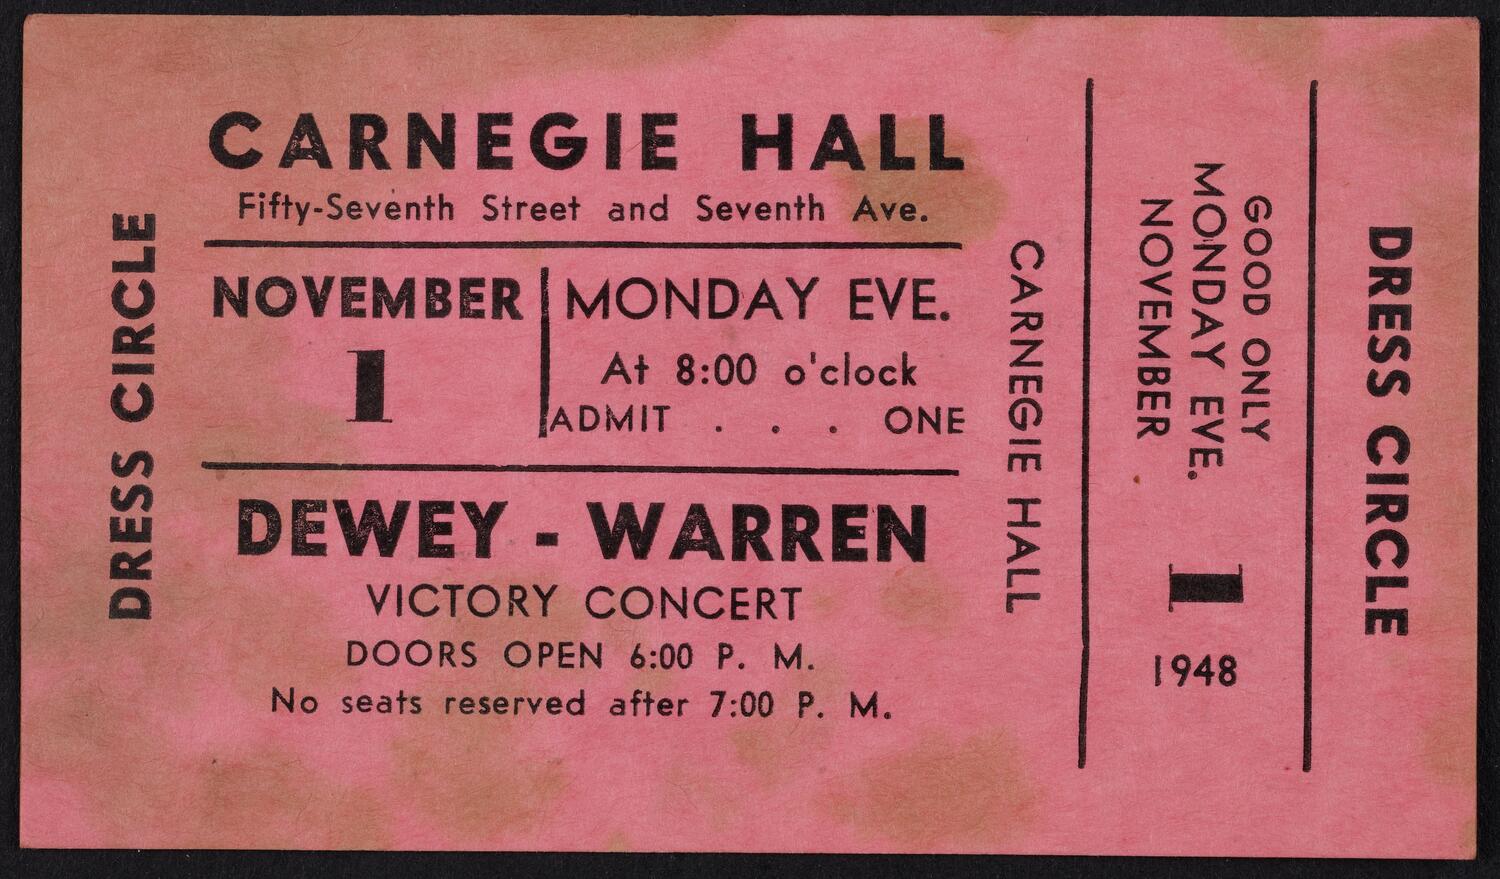 DRESS CIRCLE
CARNEGIE HALL
Fifty-Seventh Street and Seventh Ave.
NOVEMBER
1
MONDAY EVE.
At 8:00 o'clock
ADMIT . . . ONE
DEWEY - WARREN
VICTORY CONCERT
DOORS OPEN 6:00 P. M.
No seats reserved after 7:00 P. M.
CARNEGIE HALL
GOOD ONLY
MONDAY EVE.
NOVEMBER
1
1948
DRESS CIRCLE